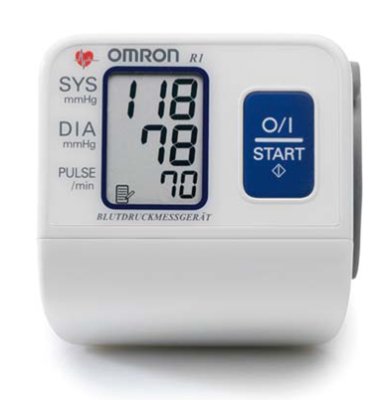 OMRON R1
SYS
mmHg
118
DIA
mmHg
78
PULSE
/min
70
BLUTDRUCKMESSGERÄT
O/I
START